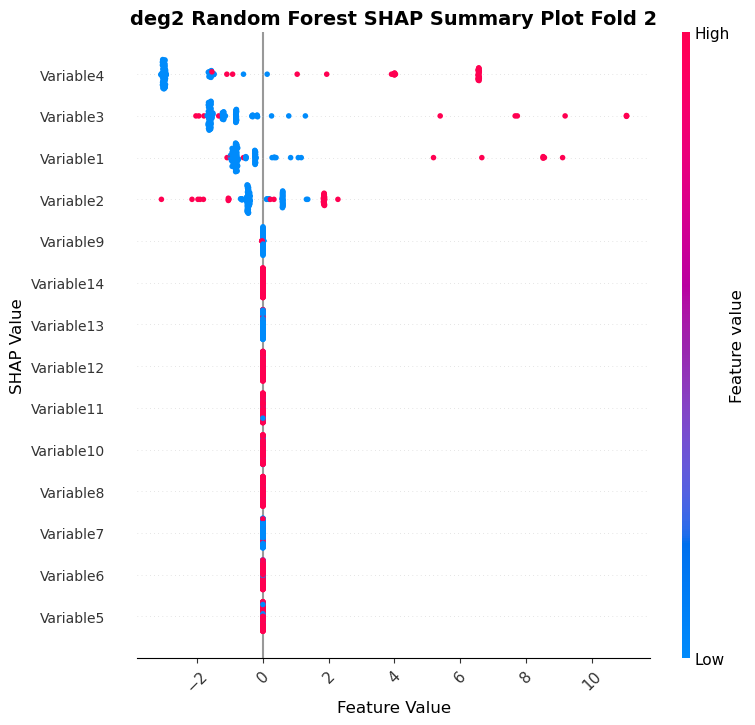 deg2 Random Forest SHAP Summary Plot Fold 2
High
Variable4
Variable3
Variable1
Variable2
Variable9
Variable14
Variable13
Variable12
Variable11
Variable10
Variable8
Variable7
Variable6
Variable5
SHAP Value
Feature value
Low
−2
0
2
4
6
8
10
Feature Value